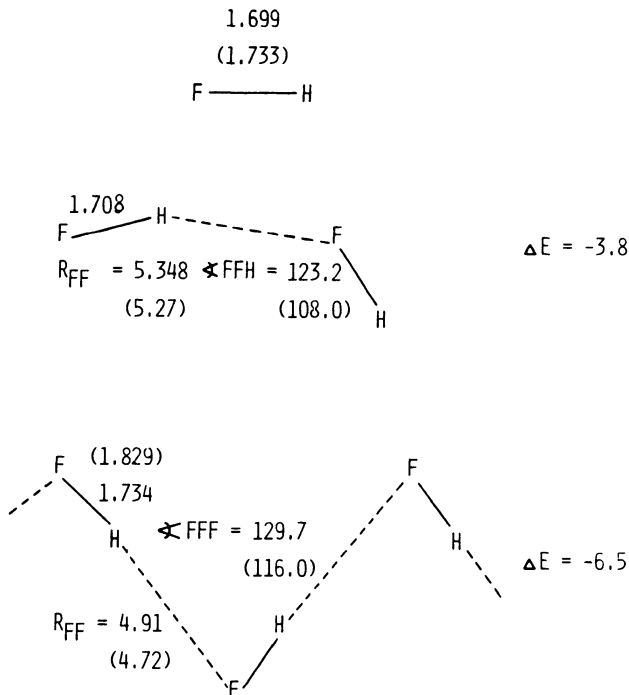 1.699
(1.733)
F H
1.708 H F
F
R_FF = 5.348 ∢FFH = 123.2 ΔE = -3.8
(5.27) (108.0) H
F (1.829) F
1.734
H ∢FFF = 129.7 H
(116.0) ΔE = -6.5
R_FF = 4.91 H
(4.72)
F